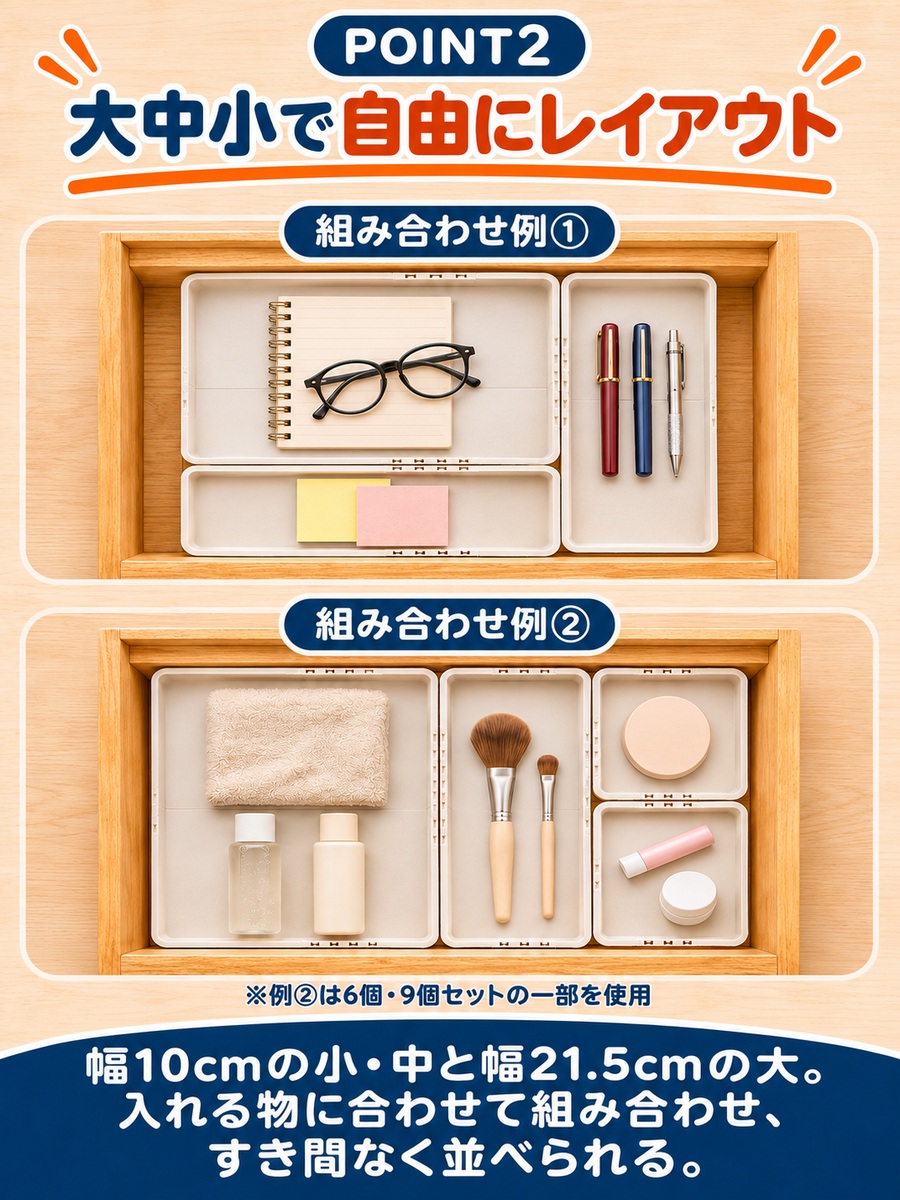 POINT2
大中小で自由にレイアウト
組み合わせ例①
組み合わせ例②
※例②は6個・9個セットの一部を使用
幅10cmの小・中と幅21.5cmの大。
入れる物に合わせて組み合わせ、
すき間なく並べられる。